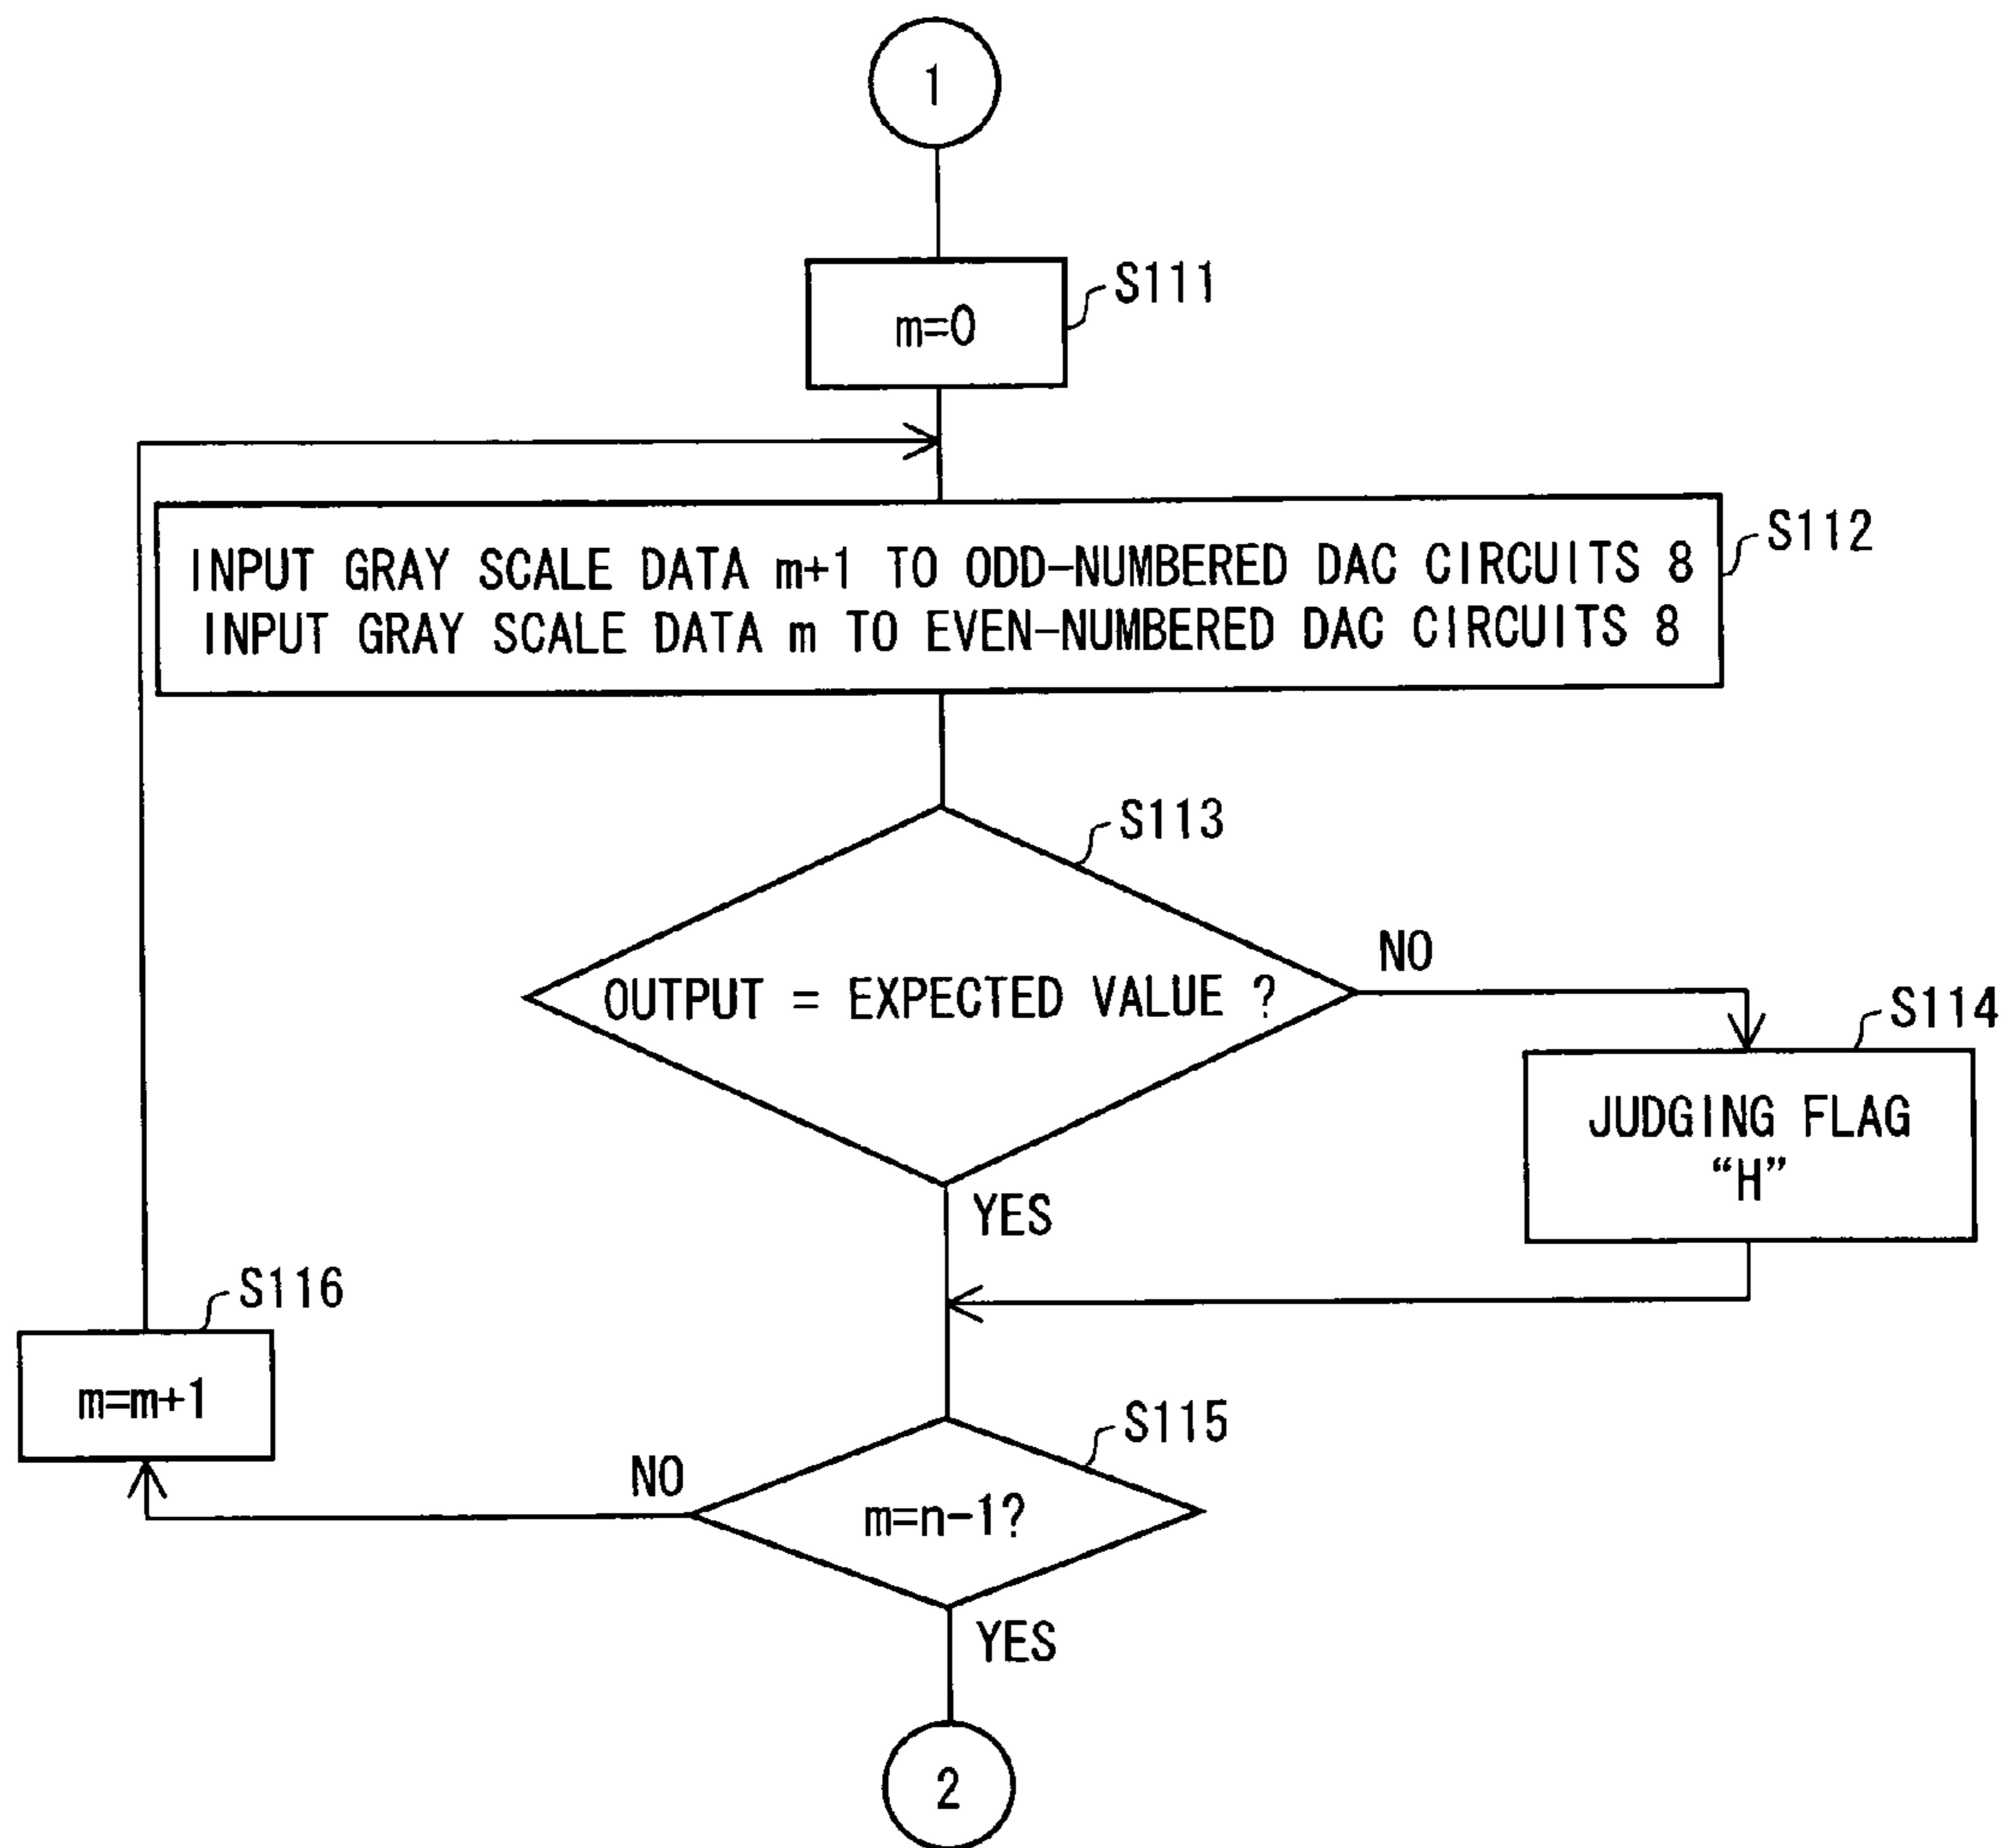 1
S111
m=0
S112
INPUT GRAY SCALE DATA m+1 TO ODD-NUMBERED DAC CIRCUITS 8
INPUT GRAY SCALE DATA m TO EVEN-NUMBERED DAC CIRCUITS 8
S113
OUTPUT = EXPECTED VALUE ?
NO
S114
JUDGING FLAG
“H”
YES
S116
m=m+1
S115
NO
m=n-1?
YES
2